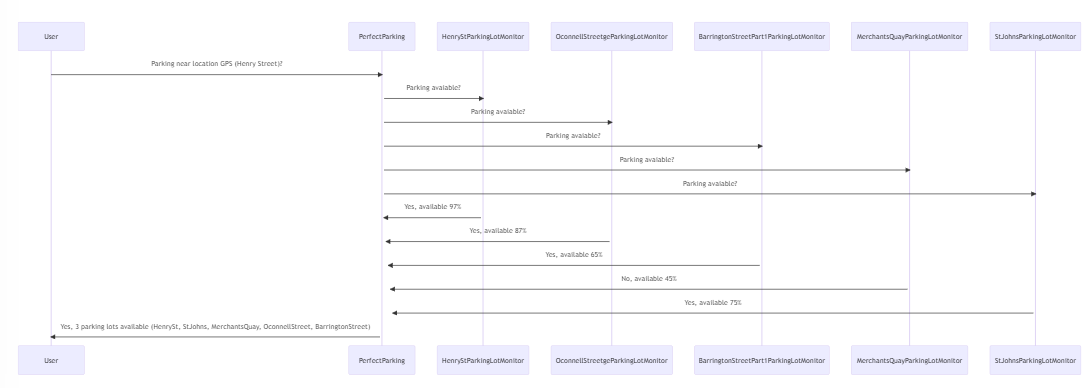 User
PerfectParking
HenryStParkingLotMonitor
OconnellStreetgeParkingLotMonitor
BarringtonStreetPart1ParkingLotMonitor
MerchantsQuayParkingLotMonitor
StJohnsParkingLotMonitor
Parking near location GPS (Henry Street)?
Parking avaiable?
Parking avaiable?
Parking avaiable?
Parking avaiable?
Parking avaiable?
Yes, available 97%
Yes, available 87%
Yes, available 65%
No, available 45%
Yes, available 75%
Yes, 3 parking lots available (HenrySt, StJohns, MerchantsQuay, OconnellStreet, BarringtonStreet)
User
PerfectParking
HenryStParkingLotMonitor
OconnellStreetgeParkingLotMonitor
BarringtonStreetPart1ParkingLotMonitor
MerchantsQuayParkingLotMonitor
StJohnsParkingLotMonitor